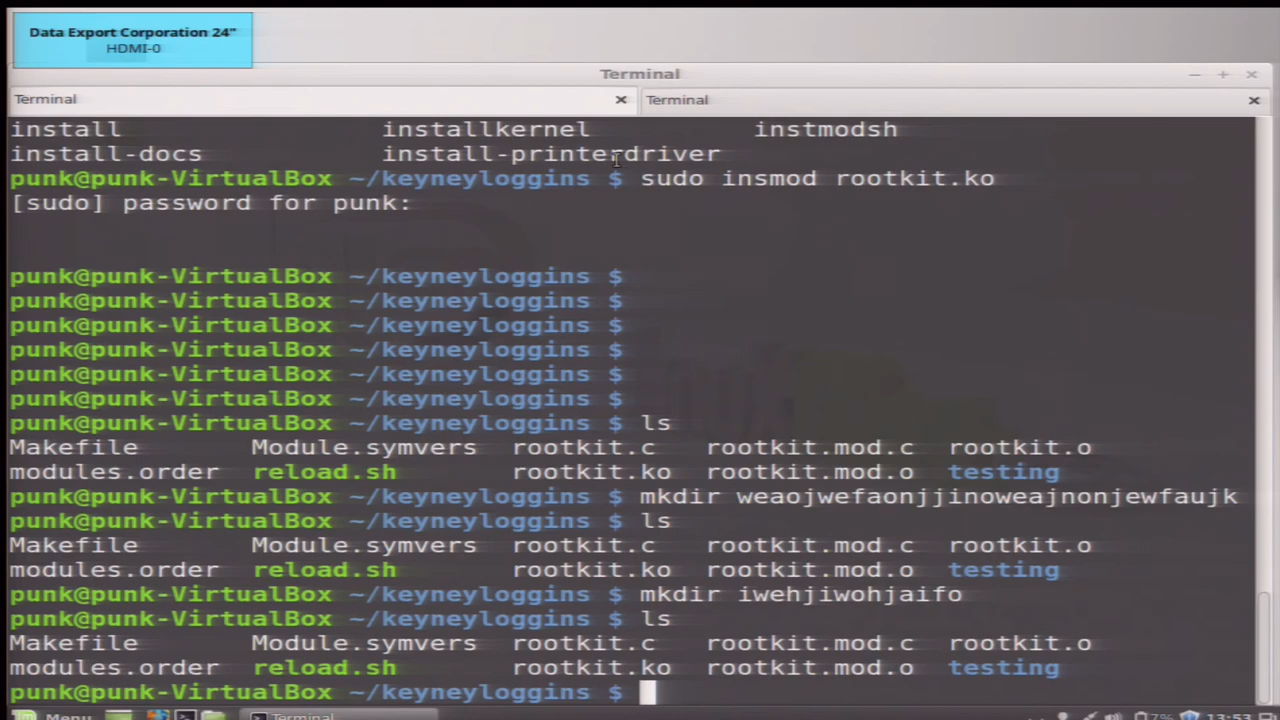 Data Export Corporation 24"
HDMI-0
Terminal
Terminal
Terminal
install installkernel instmodsh
install-docs install-printerdriver
punk@punk-VirtualBox ~/keyneyloggins $ sudo insmod rootkit.ko
[sudo] password for punk:
punk@punk-VirtualBox ~/keyneyloggins $
punk@punk-VirtualBox ~/keyneyloggins $
punk@punk-VirtualBox ~/keyneyloggins $
punk@punk-VirtualBox ~/keyneyloggins $
punk@punk-VirtualBox ~/keyneyloggins $
punk@punk-VirtualBox ~/keyneyloggins $
punk@punk-VirtualBox ~/keyneyloggins $ ls
Makefile Module.symvers rootkit.c rootkit.mod.c rootkit.o
modules.order reload.sh rootkit.ko rootkit.mod.o testing
punk@punk-VirtualBox ~/keyneyloggins $ mkdir weaojwefaonjjinoweajnonjewfaujk
punk@punk-VirtualBox ~/keyneyloggins $ ls
Makefile Module.symvers rootkit.c rootkit.mod.c rootkit.o
modules.order reload.sh rootkit.ko rootkit.mod.o testing
punk@punk-VirtualBox ~/keyneyloggins $ mkdir iwehjiwohjaifo
punk@punk-VirtualBox ~/keyneyloggins $ ls
Makefile Module.symvers rootkit.c rootkit.mod.c rootkit.o
modules.order reload.sh rootkit.ko rootkit.mod.o testing
punk@punk-VirtualBox ~/keyneyloggins $
Menu Terminal 7% 13:53